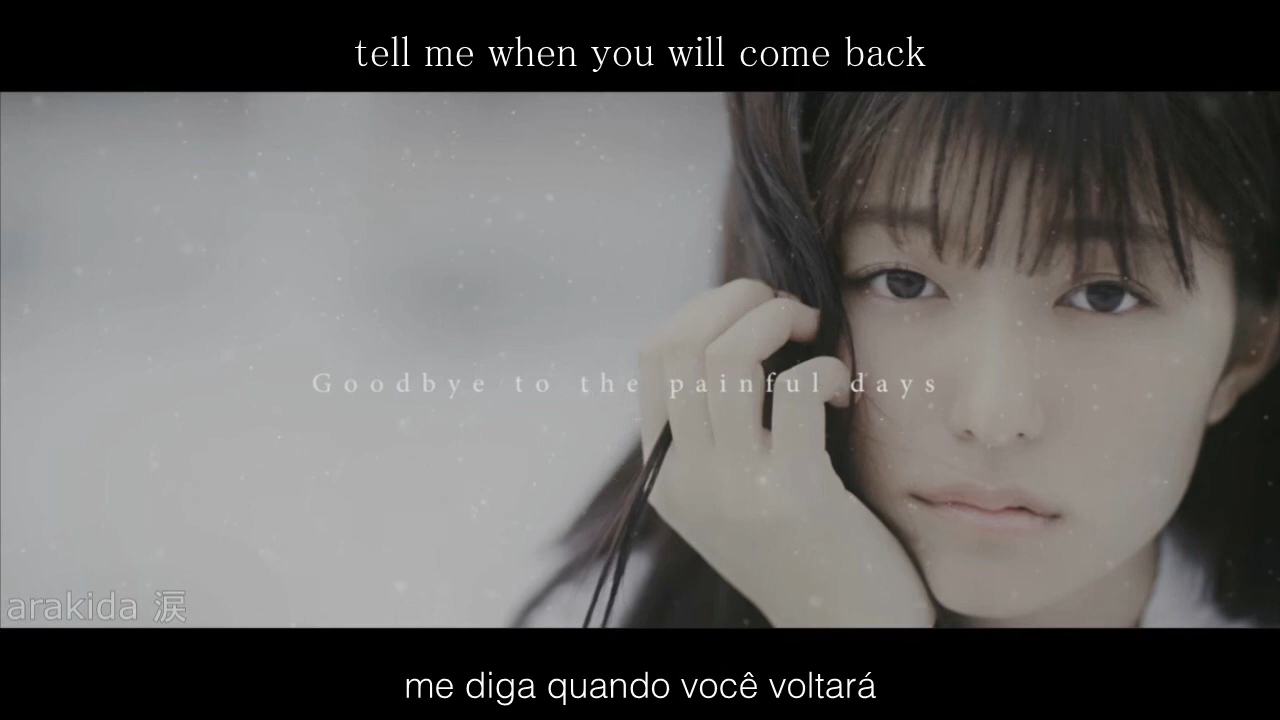 tell me when you will come back
Goodbye to the painful days
arakida 涙
me diga quando você voltará